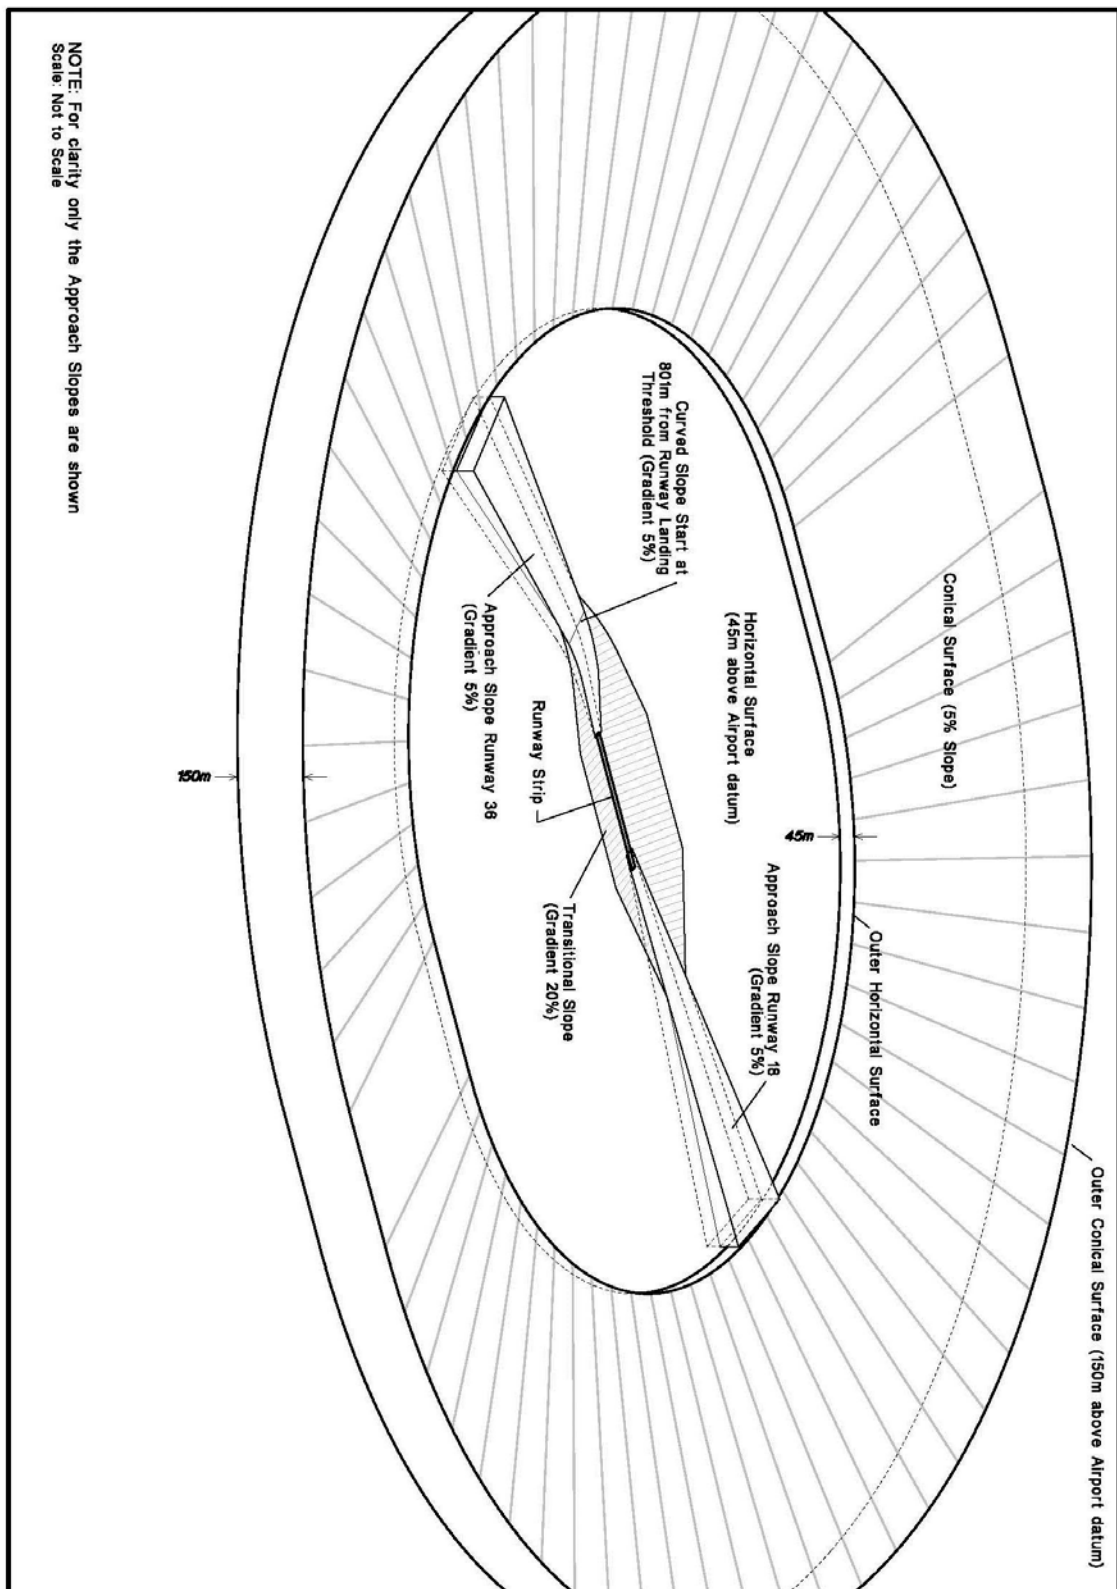 Outer Conical Surface (150m above Airport datum)
Conical Surface (5% Slope)
Outer Horizontal Surface
45m
Horizontal Surface
(45m above Airport datum)
Approach Slope Runway 18
(Gradient 5%)
Curved Slope Start at
801m from Runway Landing
Threshold (Gradient 5%)
Runway Strip
Transitional Slope
(Gradient 20%)
Approach Slope Runway 36
(Gradient 5%)
150m
NOTE: For clarity only the Approach Slopes are shown
Scale: Not to Scale